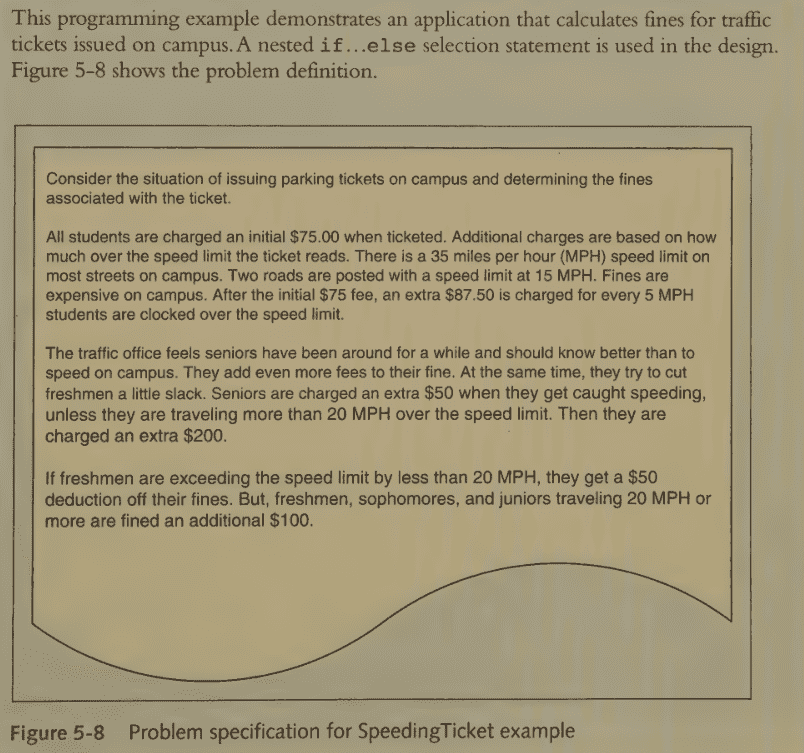 This programming example demonstrates an application that calculates fines for traffic
tickets issued on campus. A nested if...else selection statement is used in the design.
Figure 5-8 shows the problem definition.
Consider the situation of issuing parking tickets on campus and determining the fines
associated with the ticket.
All students are charged an initial $75.00 when ticketed. Additional charges are based on how
much over the speed limit the ticket reads. There is a 35 miles per hour (MPH) speed limit on
most streets on campus. Two roads are posted with a speed limit at 15 MPH. Fines are
expensive on campus. After the initial $75 fee, an extra $87.50 is charged for every 5 MPH
students are clocked over the speed limit.
The traffic office feels seniors have been around for a while and should know better than to
speed on campus. They add even more fees to their fine. At the same time, they try to cut
freshmen a little slack. Seniors are charged an extra $50 when they get caught speeding,
unless they are traveling more than 20 MPH over the speed limit. Then they are
charged an extra $200.
If freshmen are exceeding the speed limit by less than 20 MPH, they get a $50
deduction off their fines. But, freshmen, sophomores, and juniors traveling 20 MPH or
more are fined an additional $100.
Figure 5-8 Problem specification for SpeedingTicket example